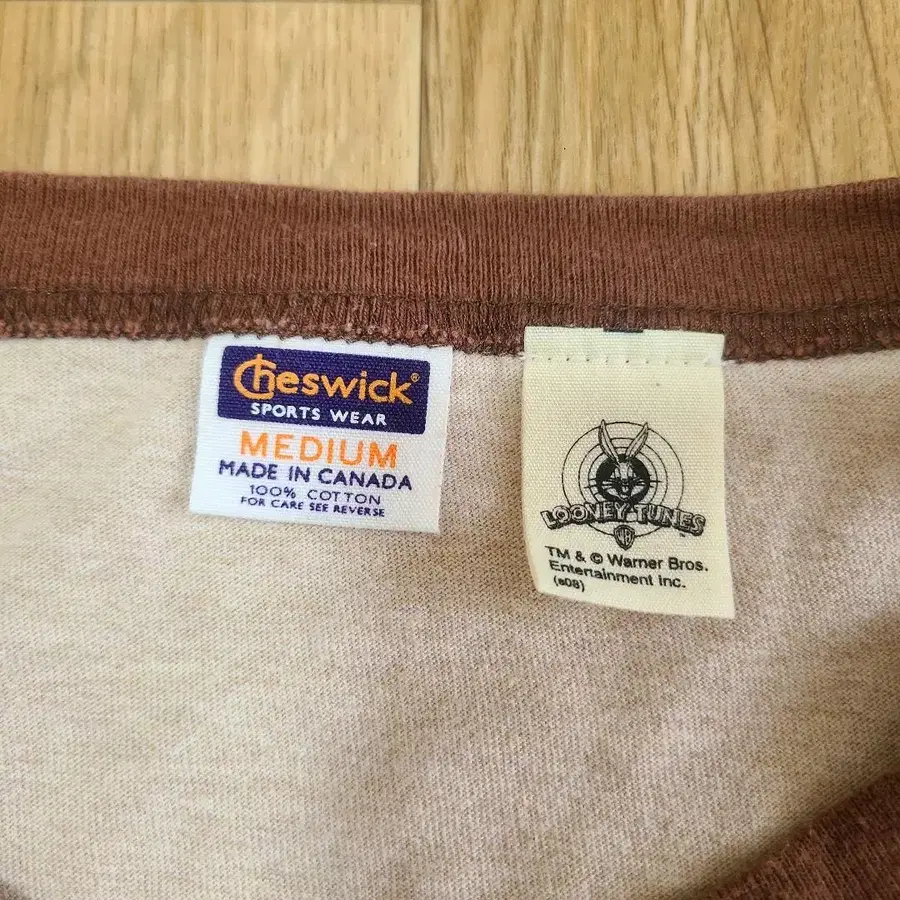 Cheswick®
SPORTS WEAR
MEDIUM
MADE IN CANADA
100% COTTON
FOR CARE SEE REVERSE
LOONEY TUNES
WB
TM & © Warner Bros.
Entertainment Inc.
(s08)